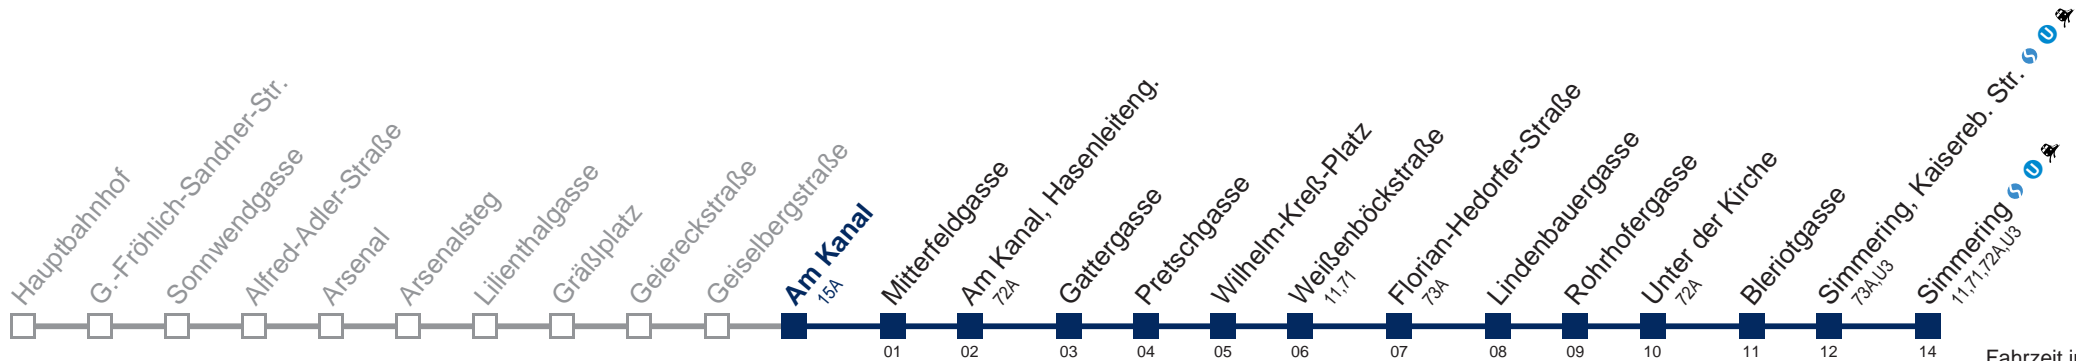 Hauptbahnhof
G.-Fröhlich-Sandner-Str.
Sonnwendgasse
Alfred-Adler-Straße
Arsenal
Arsenalsteg
Lilienthalgasse
Gräßlplatz
Geiereckstraße
Geiselbergstraße
Am Kanal
15A
Mitterfeldgasse
Am Kanal, Hasenleiteng.
72A
Gattergasse
Pretschgasse
Wilhelm-Kreß-Platz
Weißenböckstraße
11,71
Florian-Hedorfer-Straße
73A
Lindenbauergasse
Rohrhofergasse
Unter der Kirche
72A
Bleriotgasse
Simmering, Kaisereb. Str. S U
73A,U3
Simmering S U
11,71,72A,U3
01 02 03 04 05 06 07 08 09 10 11 12 14
Fahrzeit i